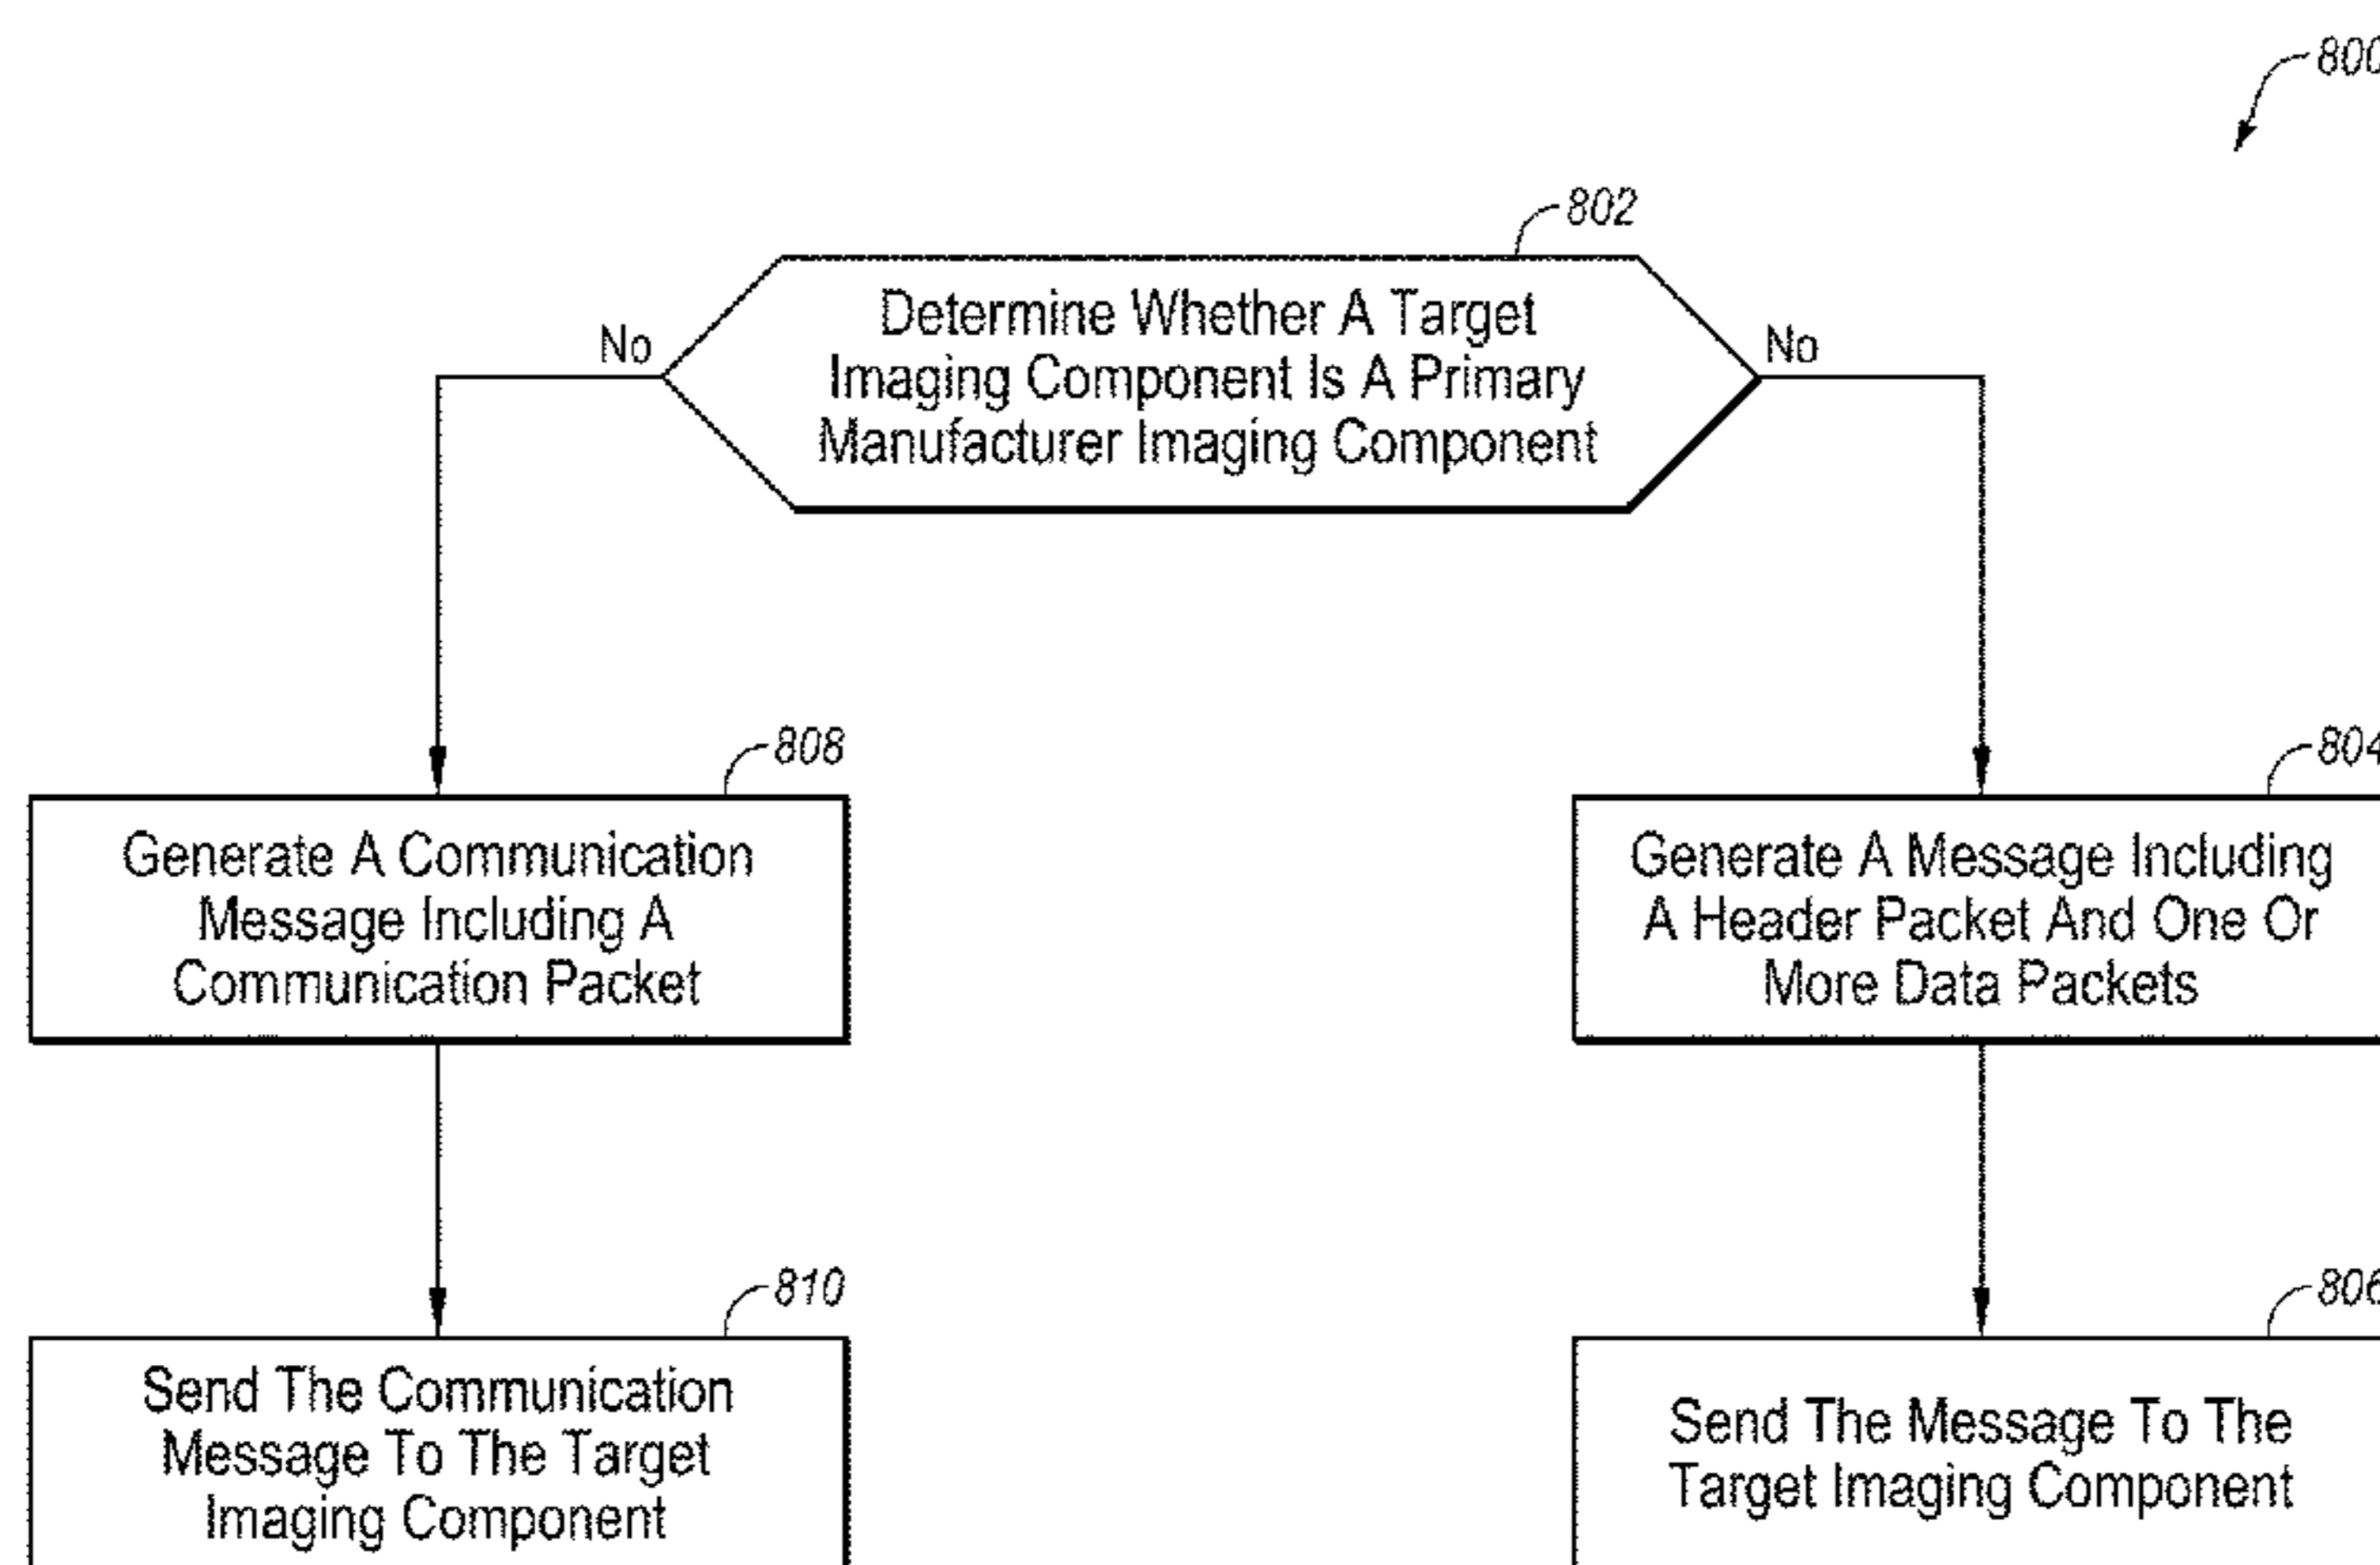 800
802
Determine Whether A Target
Imaging Component Is A Primary
Manufacturer Imaging Component
No
No
808
Generate A Communication
Message Including A
Communication Packet
804
Generate A Message Including
A Header Packet And One Or
More Data Packets
810
Send The Communication
Message To The Target
Imaging Component
806
Send The Message To The
Target Imaging Component